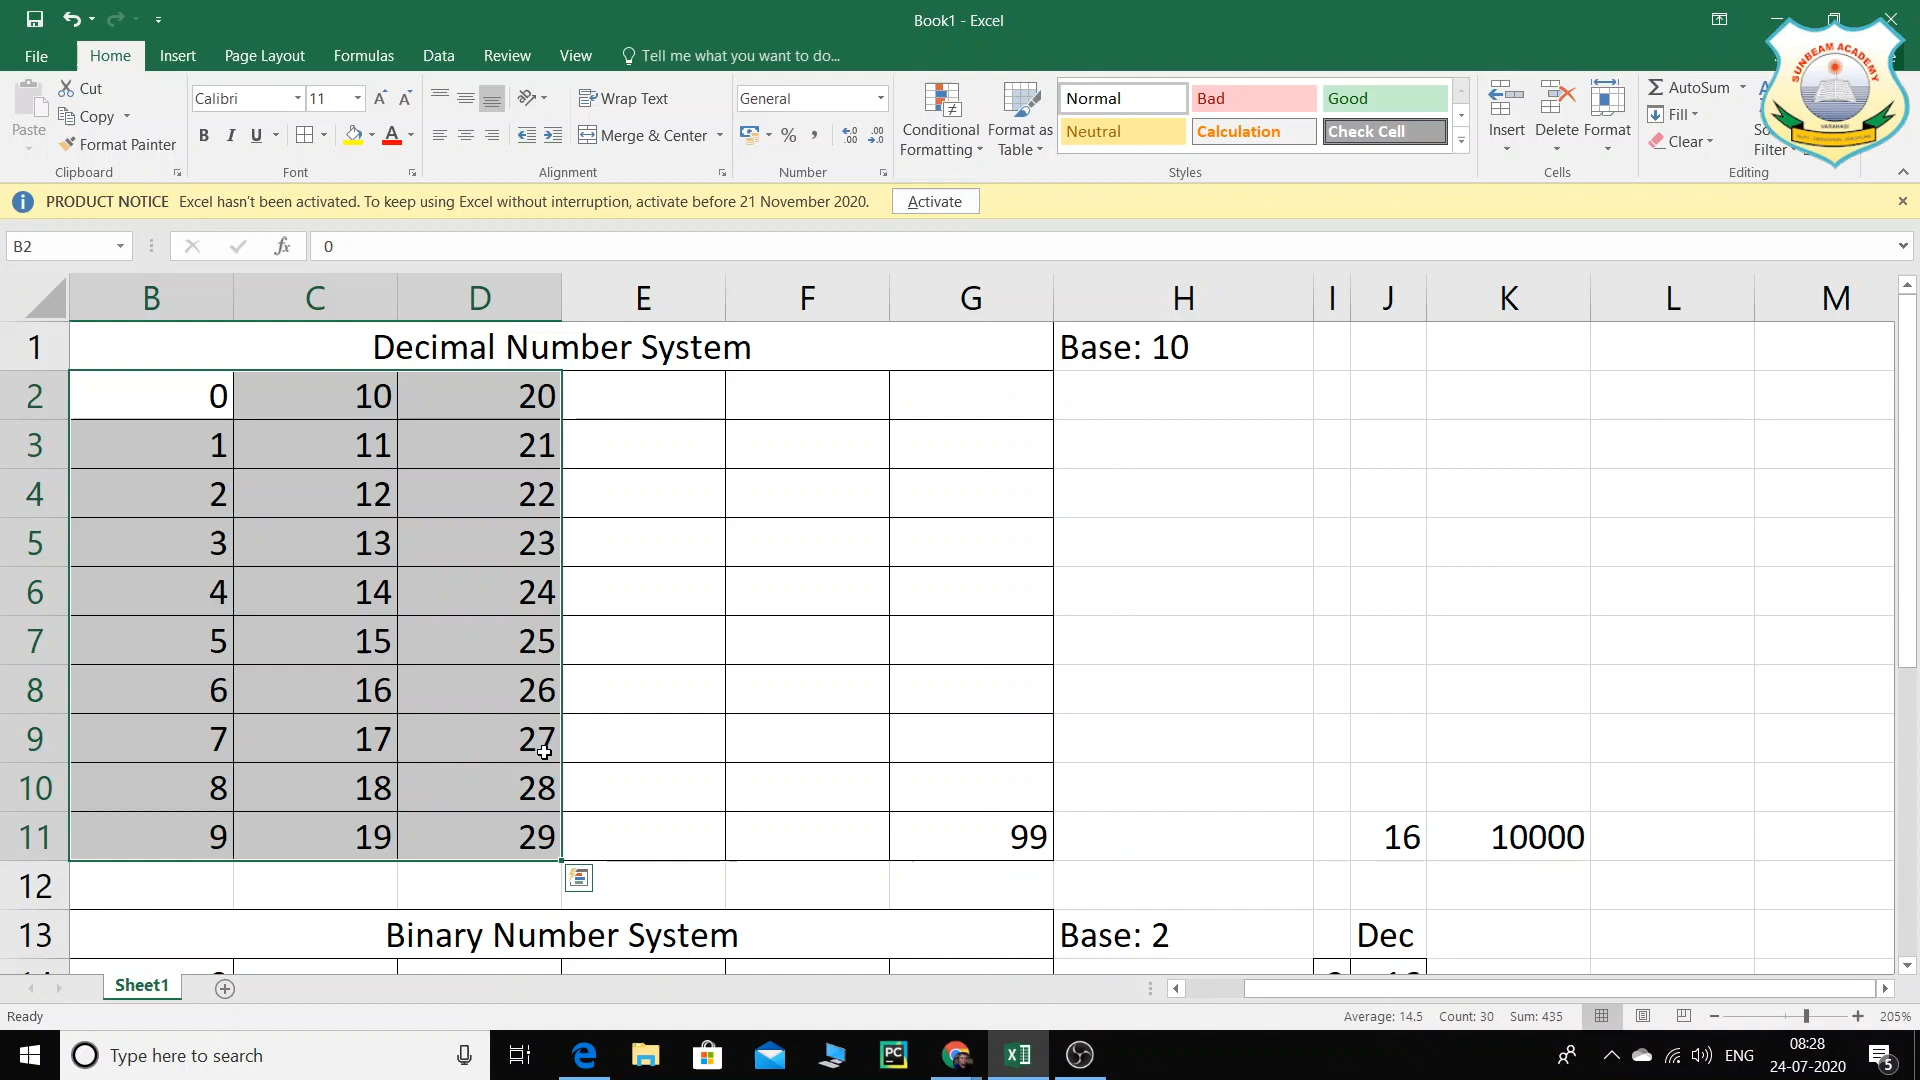 Book1 - Excel
File Home Insert Page Layout Formulas Data Review View Tell me what you want to do...
Paste
Cut
Copy
Format Painter
Clipboard
Calibri 11
B I U
Font
Wrap Text
Merge & Center
Alignment
General
%
Number
Conditional Formatting
Format as Table
Normal Bad Good
Neutral Calculation Check Cell
Styles
Insert Delete Format
Cells
AutoSum
Fill
Clear
Filter
Editing
SUNBEAM ACADEMY
VARANASI
PRODUCT NOTICE Excel hasn't been activated. To keep using Excel without interruption, activate before 21 November 2020. Activate
B2 fx 0
B C D E F G H I J K L M
1 Decimal Number System Base: 10
2 0 10 20
3 1 11 21
4 2 12 22
5 3 13 23
6 4 14 24
7 5 15 25
8 6 16 26
9 7 17 27
10 8 18 28
11 9 19 29 99 16 10000
12
13 Binary Number System Base: 2 Dec
Sheet1
Ready Average: 14.5 Count: 30 Sum: 435 205%
Type here to search
PC
ENG
08:28
24-07-2020
5